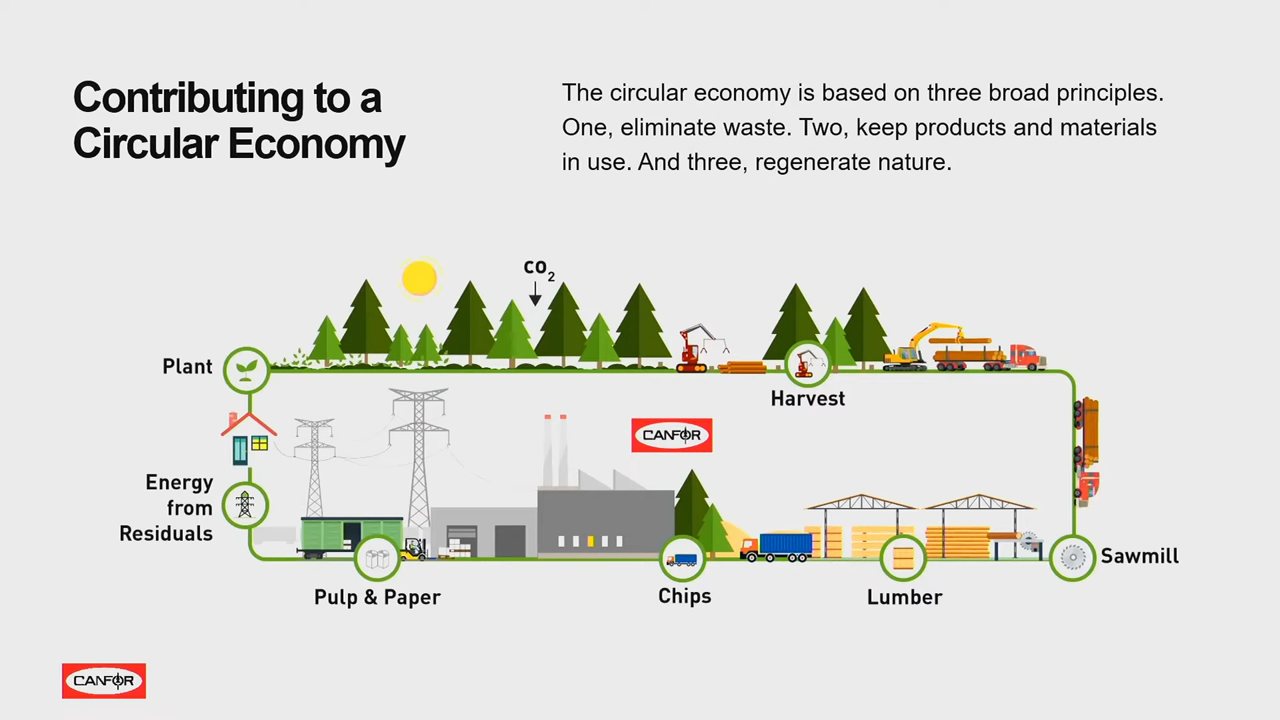 Contributing to a
Circular Economy
The circular economy is based on three broad principles.
One, eliminate waste. Two, keep products and materials
in use. And three, regenerate nature.
CO2
Plant
Harvest
CANFOR
Energy
from
Residuals
Sawmill
Pulp & Paper
Chips
Lumber
CANFOR